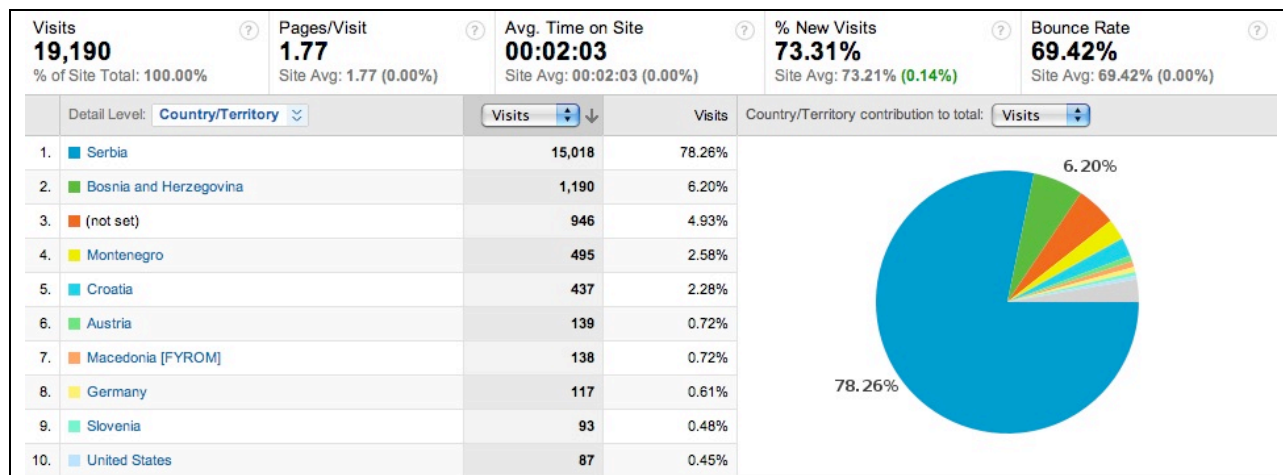 Visits ? Pages/Visit ? Avg. Time on Site ? % New Visits ? Bounce Rate ?
19,190 1.77 00:02:03 73.31% 69.42%
% of Site Total: 100.00% Site Avg: 1.77 (0.00%) Site Avg: 00:02:03 (0.00%) Site Avg: 73.21% (0.14%) Site Avg: 69.42% (0.00%)
Detail Level: Country/Territory Visits Visits Country/Territory contribution to total: Visits
1. Serbia 15,018 78.26%
2. Bosnia and Herzegovina 1,190 6.20%
3. (not set) 946 4.93%
4. Montenegro 495 2.58%
5. Croatia 437 2.28%
6. Austria 139 0.72%
7. Macedonia [FYROM] 138 0.72%
8. Germany 117 0.61%
9. Slovenia 93 0.48%
10. United States 87 0.45%
6.20%
78.26%